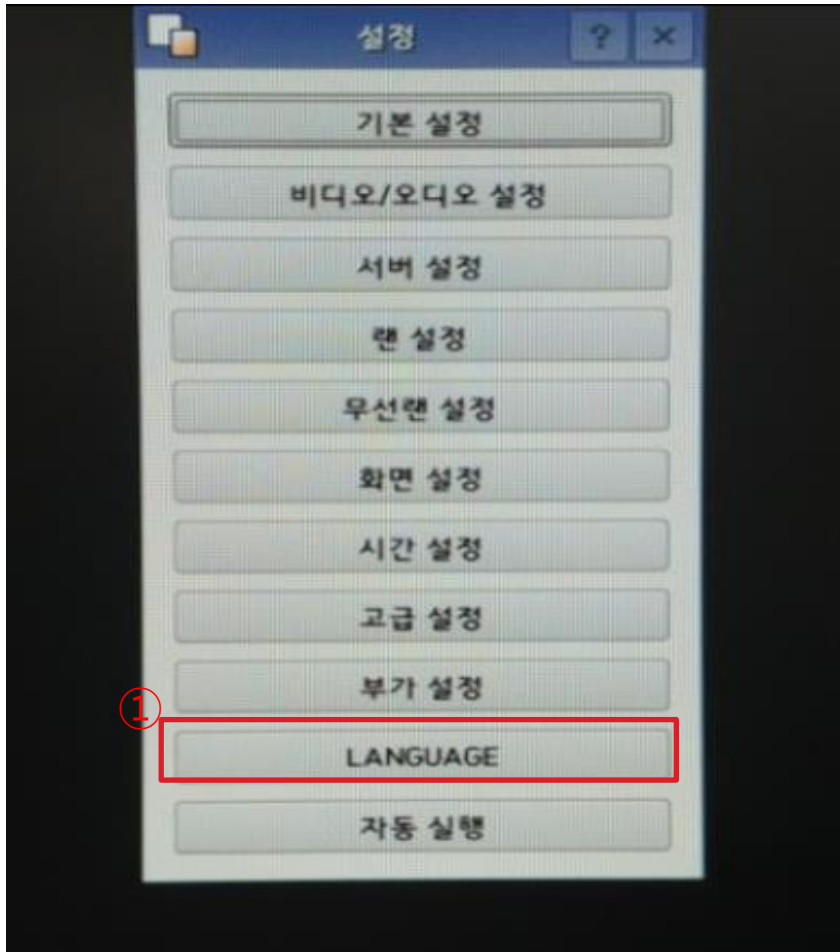 설정 ? ×
기본 설정
비디오/오디오 설정
서버 설정
랜 설정
무선랜 설정
화면 설정
시간 설정
고급 설정
부가 설정
①
LANGUAGE
자동 실행